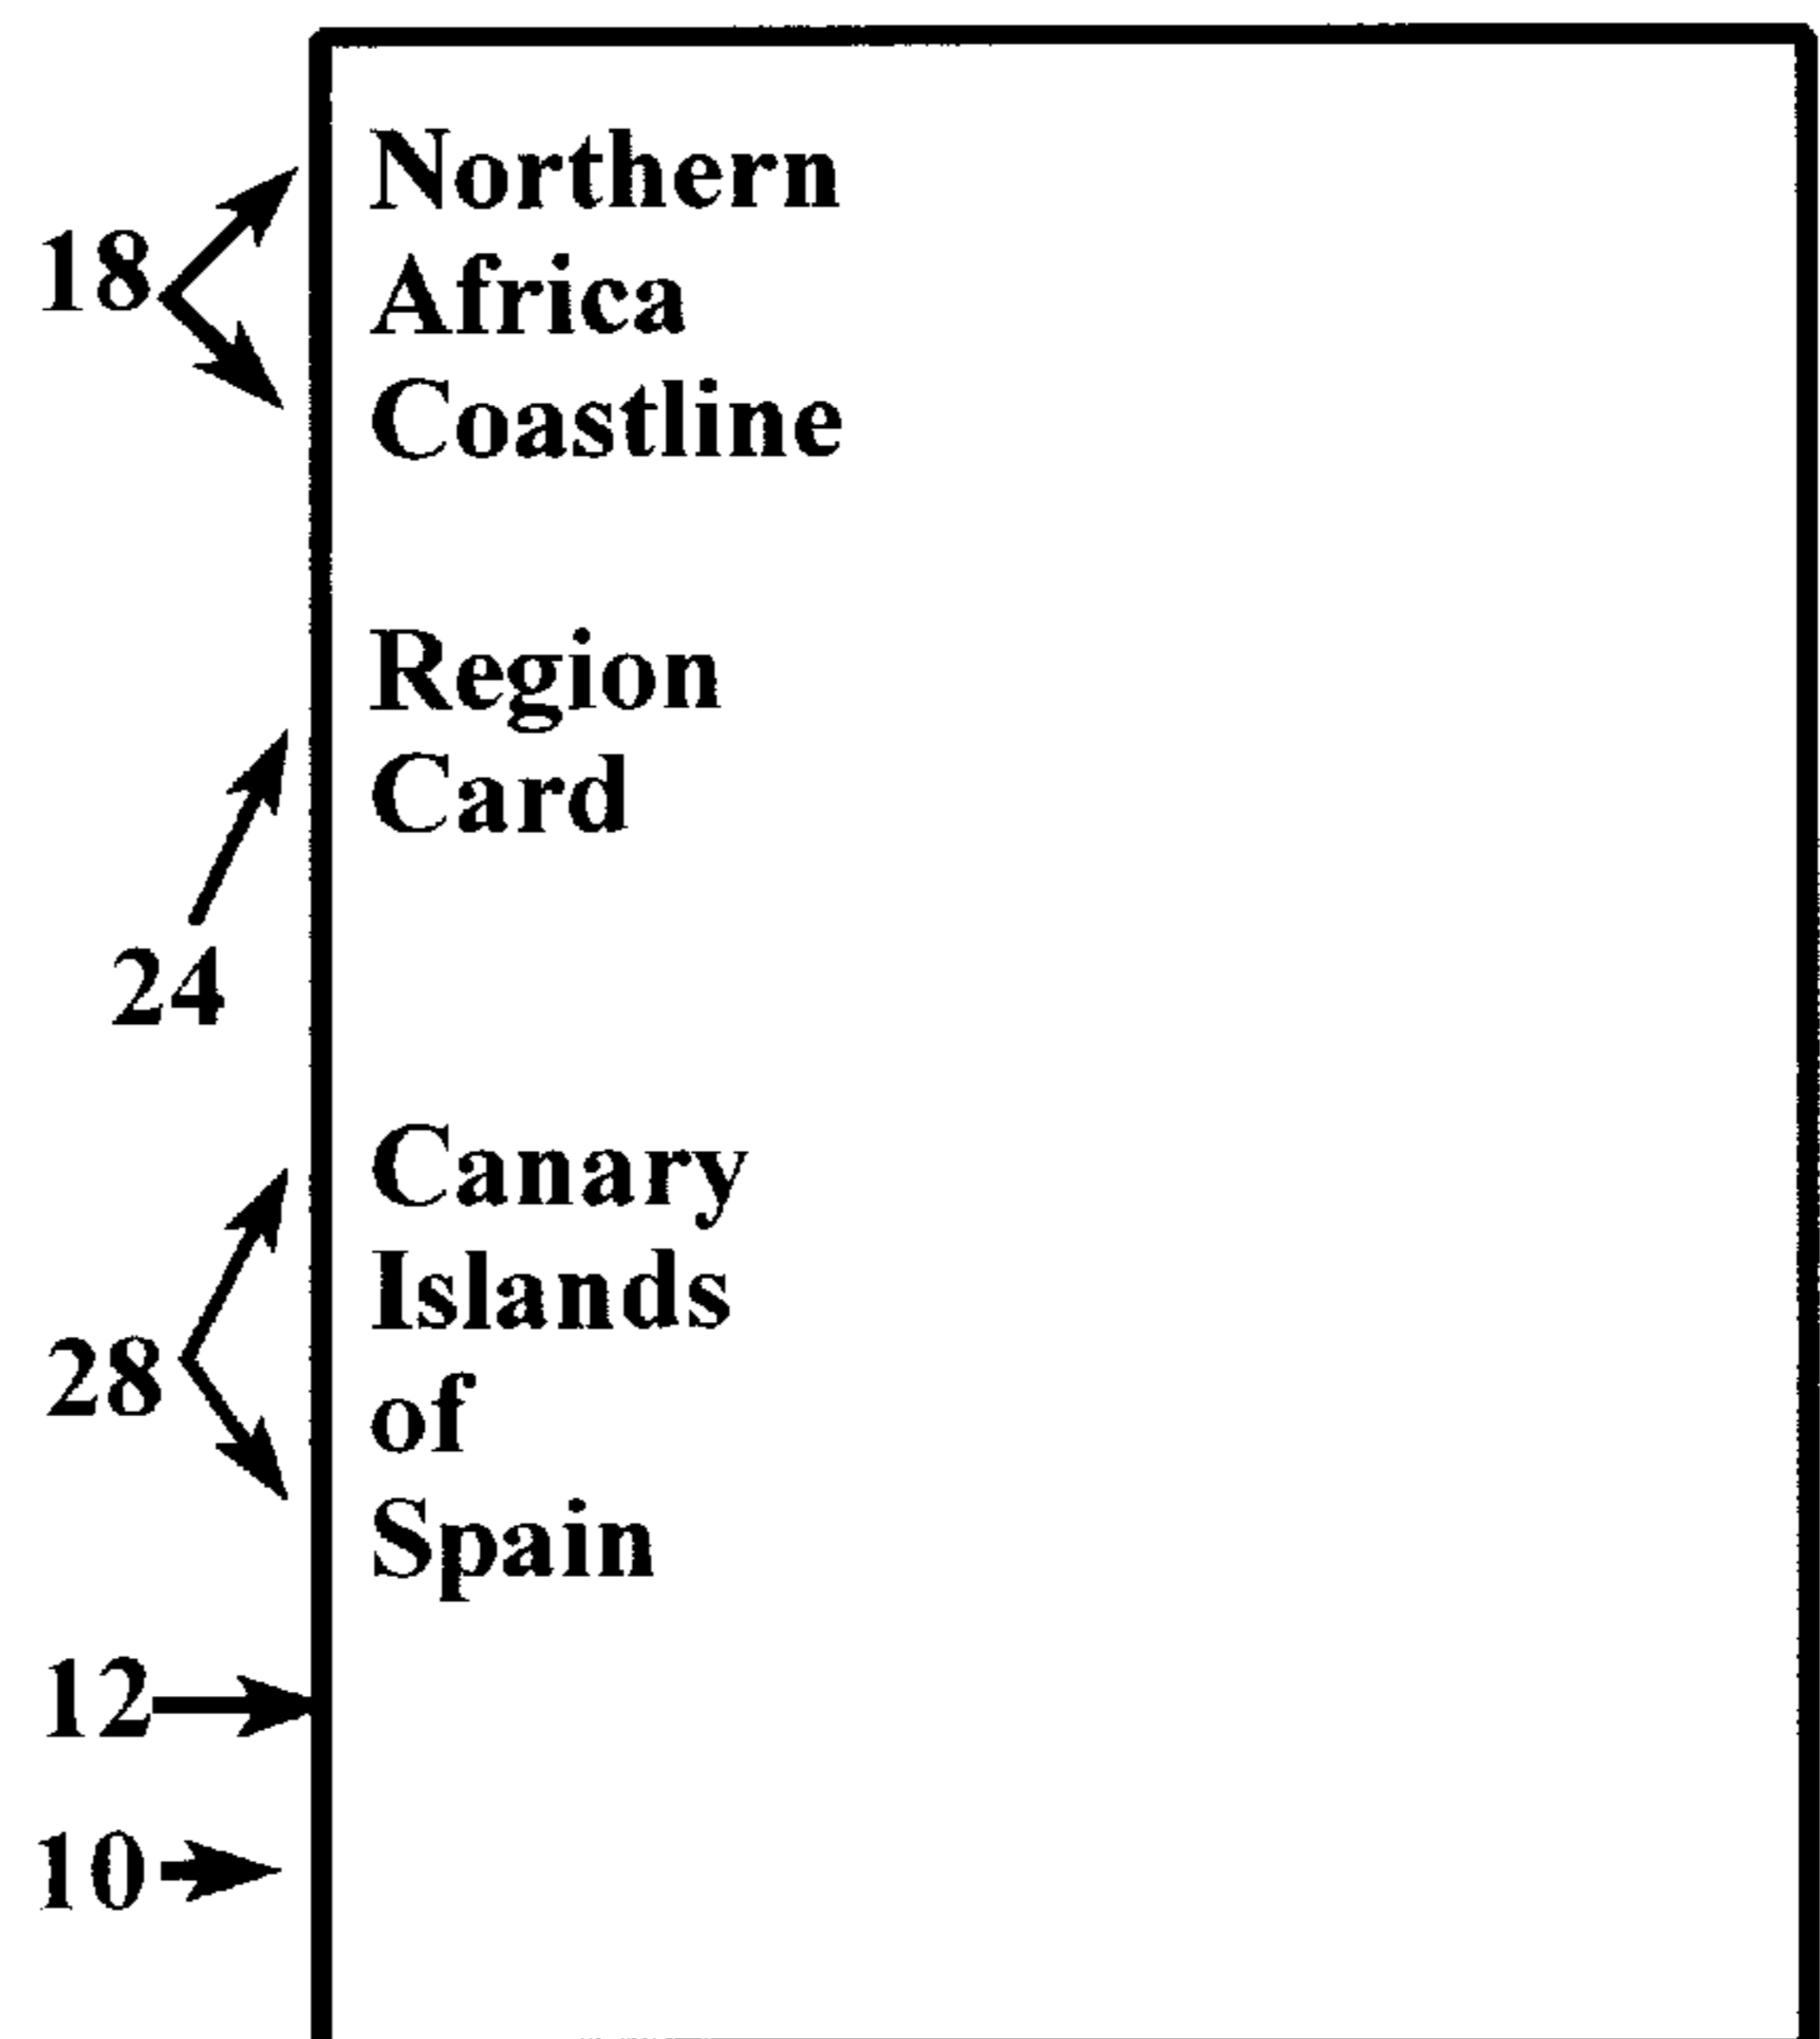 Northern
18
Africa
Coastline
Region
Card
24
Canary
Islands
28
of
Spain
12
10